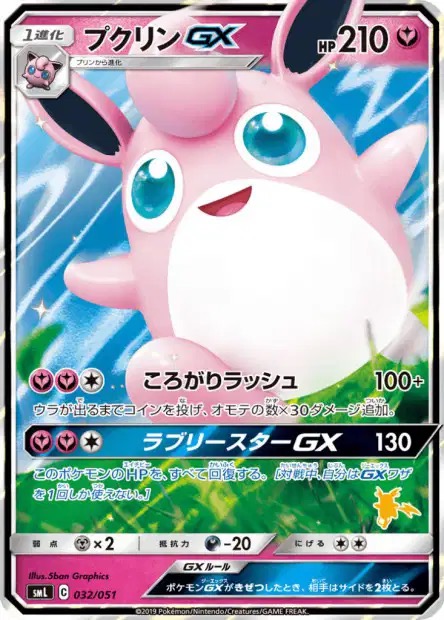 1進化 プクリンGX HP210
プリンから進化
ころがりラッシュ 100+
ウラが出るまでコインを投げ、オモテの数×30ダメージ追加。
ラブリースターGX 130
このポケモンのHPを、すべて回復する。[対戦中、自分はGXワザ
を1回しか使えない。]
弱点 ×2 抵抗力 -20 にげる
Illus.5ban Graphics
GXルール
SML C 032/051
ポケモンGXがきぜつしたとき、相手はサイドを2枚とる。
©2019 Pokémon/Nintendo/Creatures/GAME FREAK.